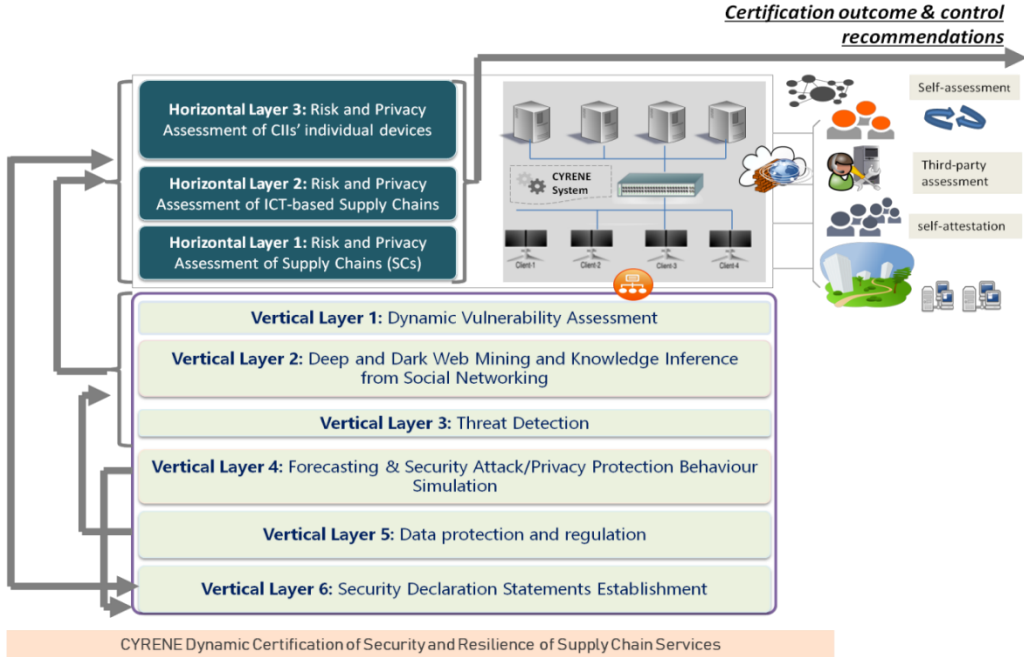 Certification outcome & control
recommendations
Horizontal Layer 3: Risk and Privacy
Assessment of CIIs' individual devices
Horizontal Layer 2: Risk and Privacy
Assessment of ICT-based Supply Chains
Horizontal Layer 1: Risk and Privacy
Assessment of Supply Chains (SCs)
CYRENE
System
Client-1
Client-2
Client-3
Client-4
Self-assessment
Third-party
assessment
self-attestation
Vertical Layer 1: Dynamic Vulnerability Assessment
Vertical Layer 2: Deep and Dark Web Mining and Knowledge Inference
from Social Networking
Vertical Layer 3: Threat Detection
Vertical Layer 4: Forecasting & Security Attack/Privacy Protection Behaviour
Simulation
Vertical Layer 5: Data protection and regulation
Vertical Layer 6: Security Declaration Statements Establishment
CYRENE Dynamic Certification of Security and Resilience of Supply Chain Services